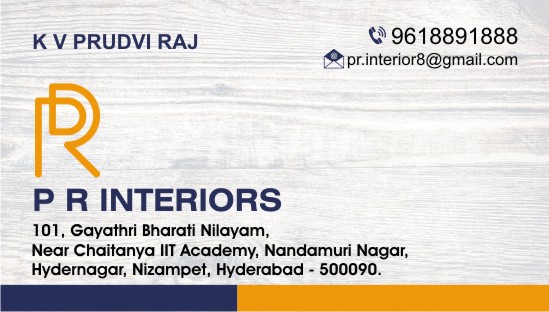 K V PRUDVI RAJ
9618891888
pr.interior8@gmail.com
PR
P R INTERIORS
101, Gayathri Bharati Nilayam,
Near Chaitanya IIT Academy, Nandamuri Nagar,
Hydernagar, Nizampet, Hyderabad - 500090.